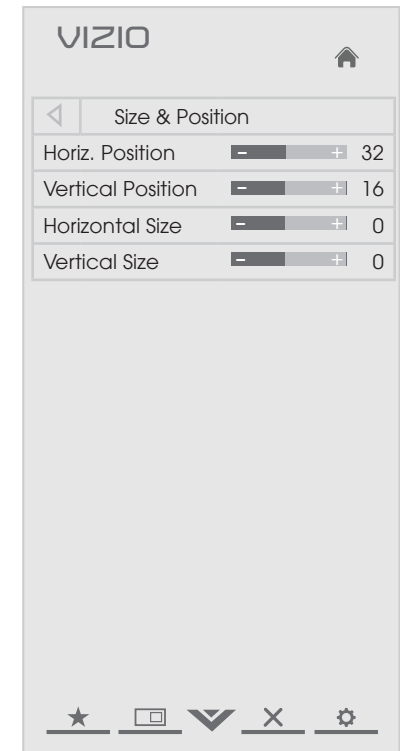 VIZIO
Size & Position
Horiz. Position - + 32
Vertical Position - + 16
Horizontal Size - + 0
Vertical Size - + 0